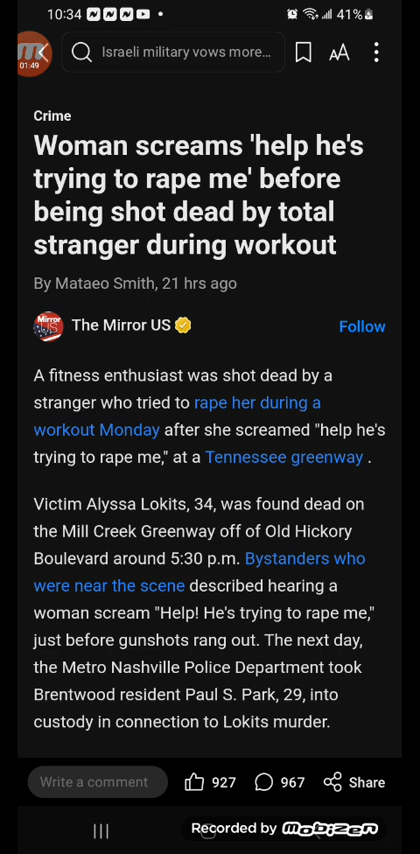 10:34
41%
01:49
Israeli military vows more...
AA
Crime
Woman screams 'help he's
trying to rape me' before
being shot dead by total
stranger during workout
By Mataeo Smith, 21 hrs ago
Mirror
US
The Mirror US
Follow
A fitness enthusiast was shot dead by a
stranger who tried to rape her during a
workout Monday after she screamed "help he's
trying to rape me," at a Tennessee greenway .
Victim Alyssa Lokits, 34, was found dead on
the Mill Creek Greenway off of Old Hickory
Boulevard around 5:30 p.m. Bystanders who
were near the scene described hearing a
woman scream "Help! He's trying to rape me,"
just before gunshots rang out. The next day,
the Metro Nashville Police Department took
Brentwood resident Paul S. Park, 29, into
custody in connection to Lokits murder.
Write a comment
927
967
Share
Recorded by mobizen